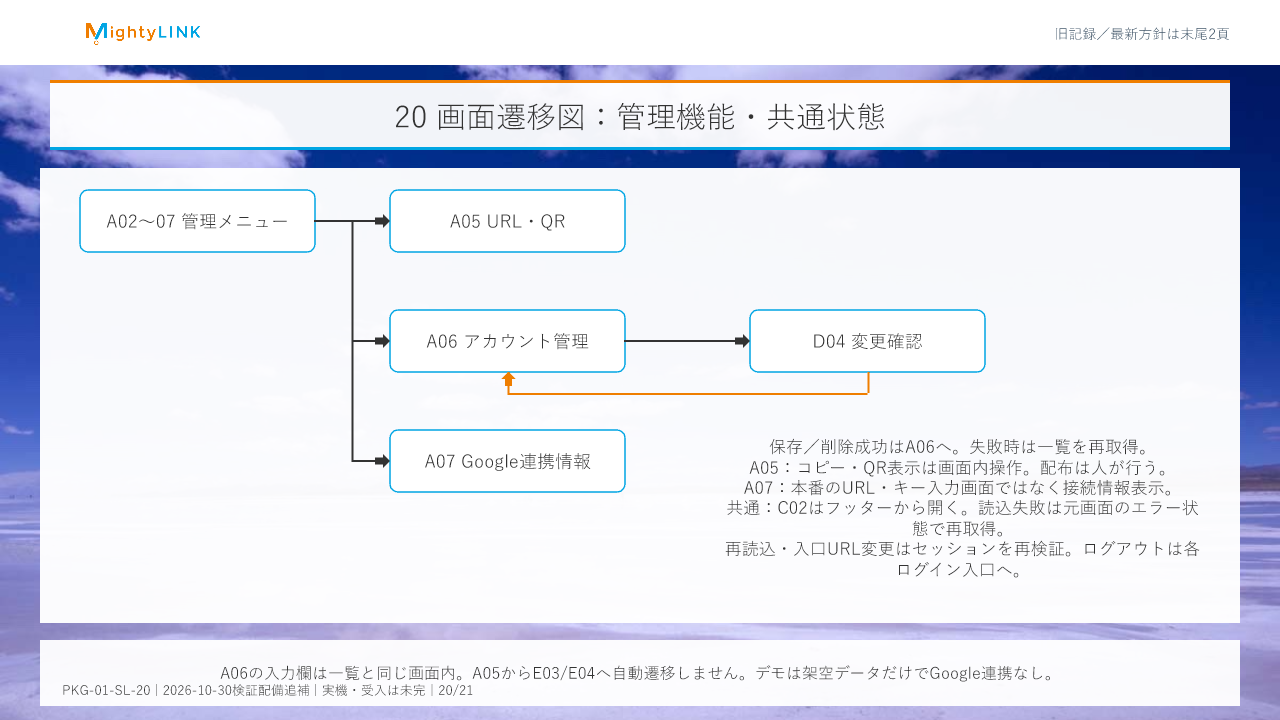 MightyLINK
旧記録／最新方針は末尾2頁
20 画面遷移図：管理機能・共通状態
A02～07 管理メニュー
A05 URL・QR
A06 アカウント管理
D04 変更確認
A07 Google連携情報
保存／削除成功はA06へ。失敗時は一覧を再取得。
A05：コピー・QR表示は画面内操作。配布は人が行う。
A07：本番のURL・キー入力画面ではなく接続情報表示。
共通：C02はフッターから開く。読込失敗は元画面のエラー状
態で再取得。
再読込・入口URL変更はセッションを再検証。ログアウトは各
ログイン入口へ。
A06の入力欄は一覧と同じ画面内。A05からE03/E04へ自動遷移しません。デモは架空データだけでGoogle連携なし。
PKG-01-SL-20｜2026-10-30検証配備追補｜実機・受入は未完｜20/21